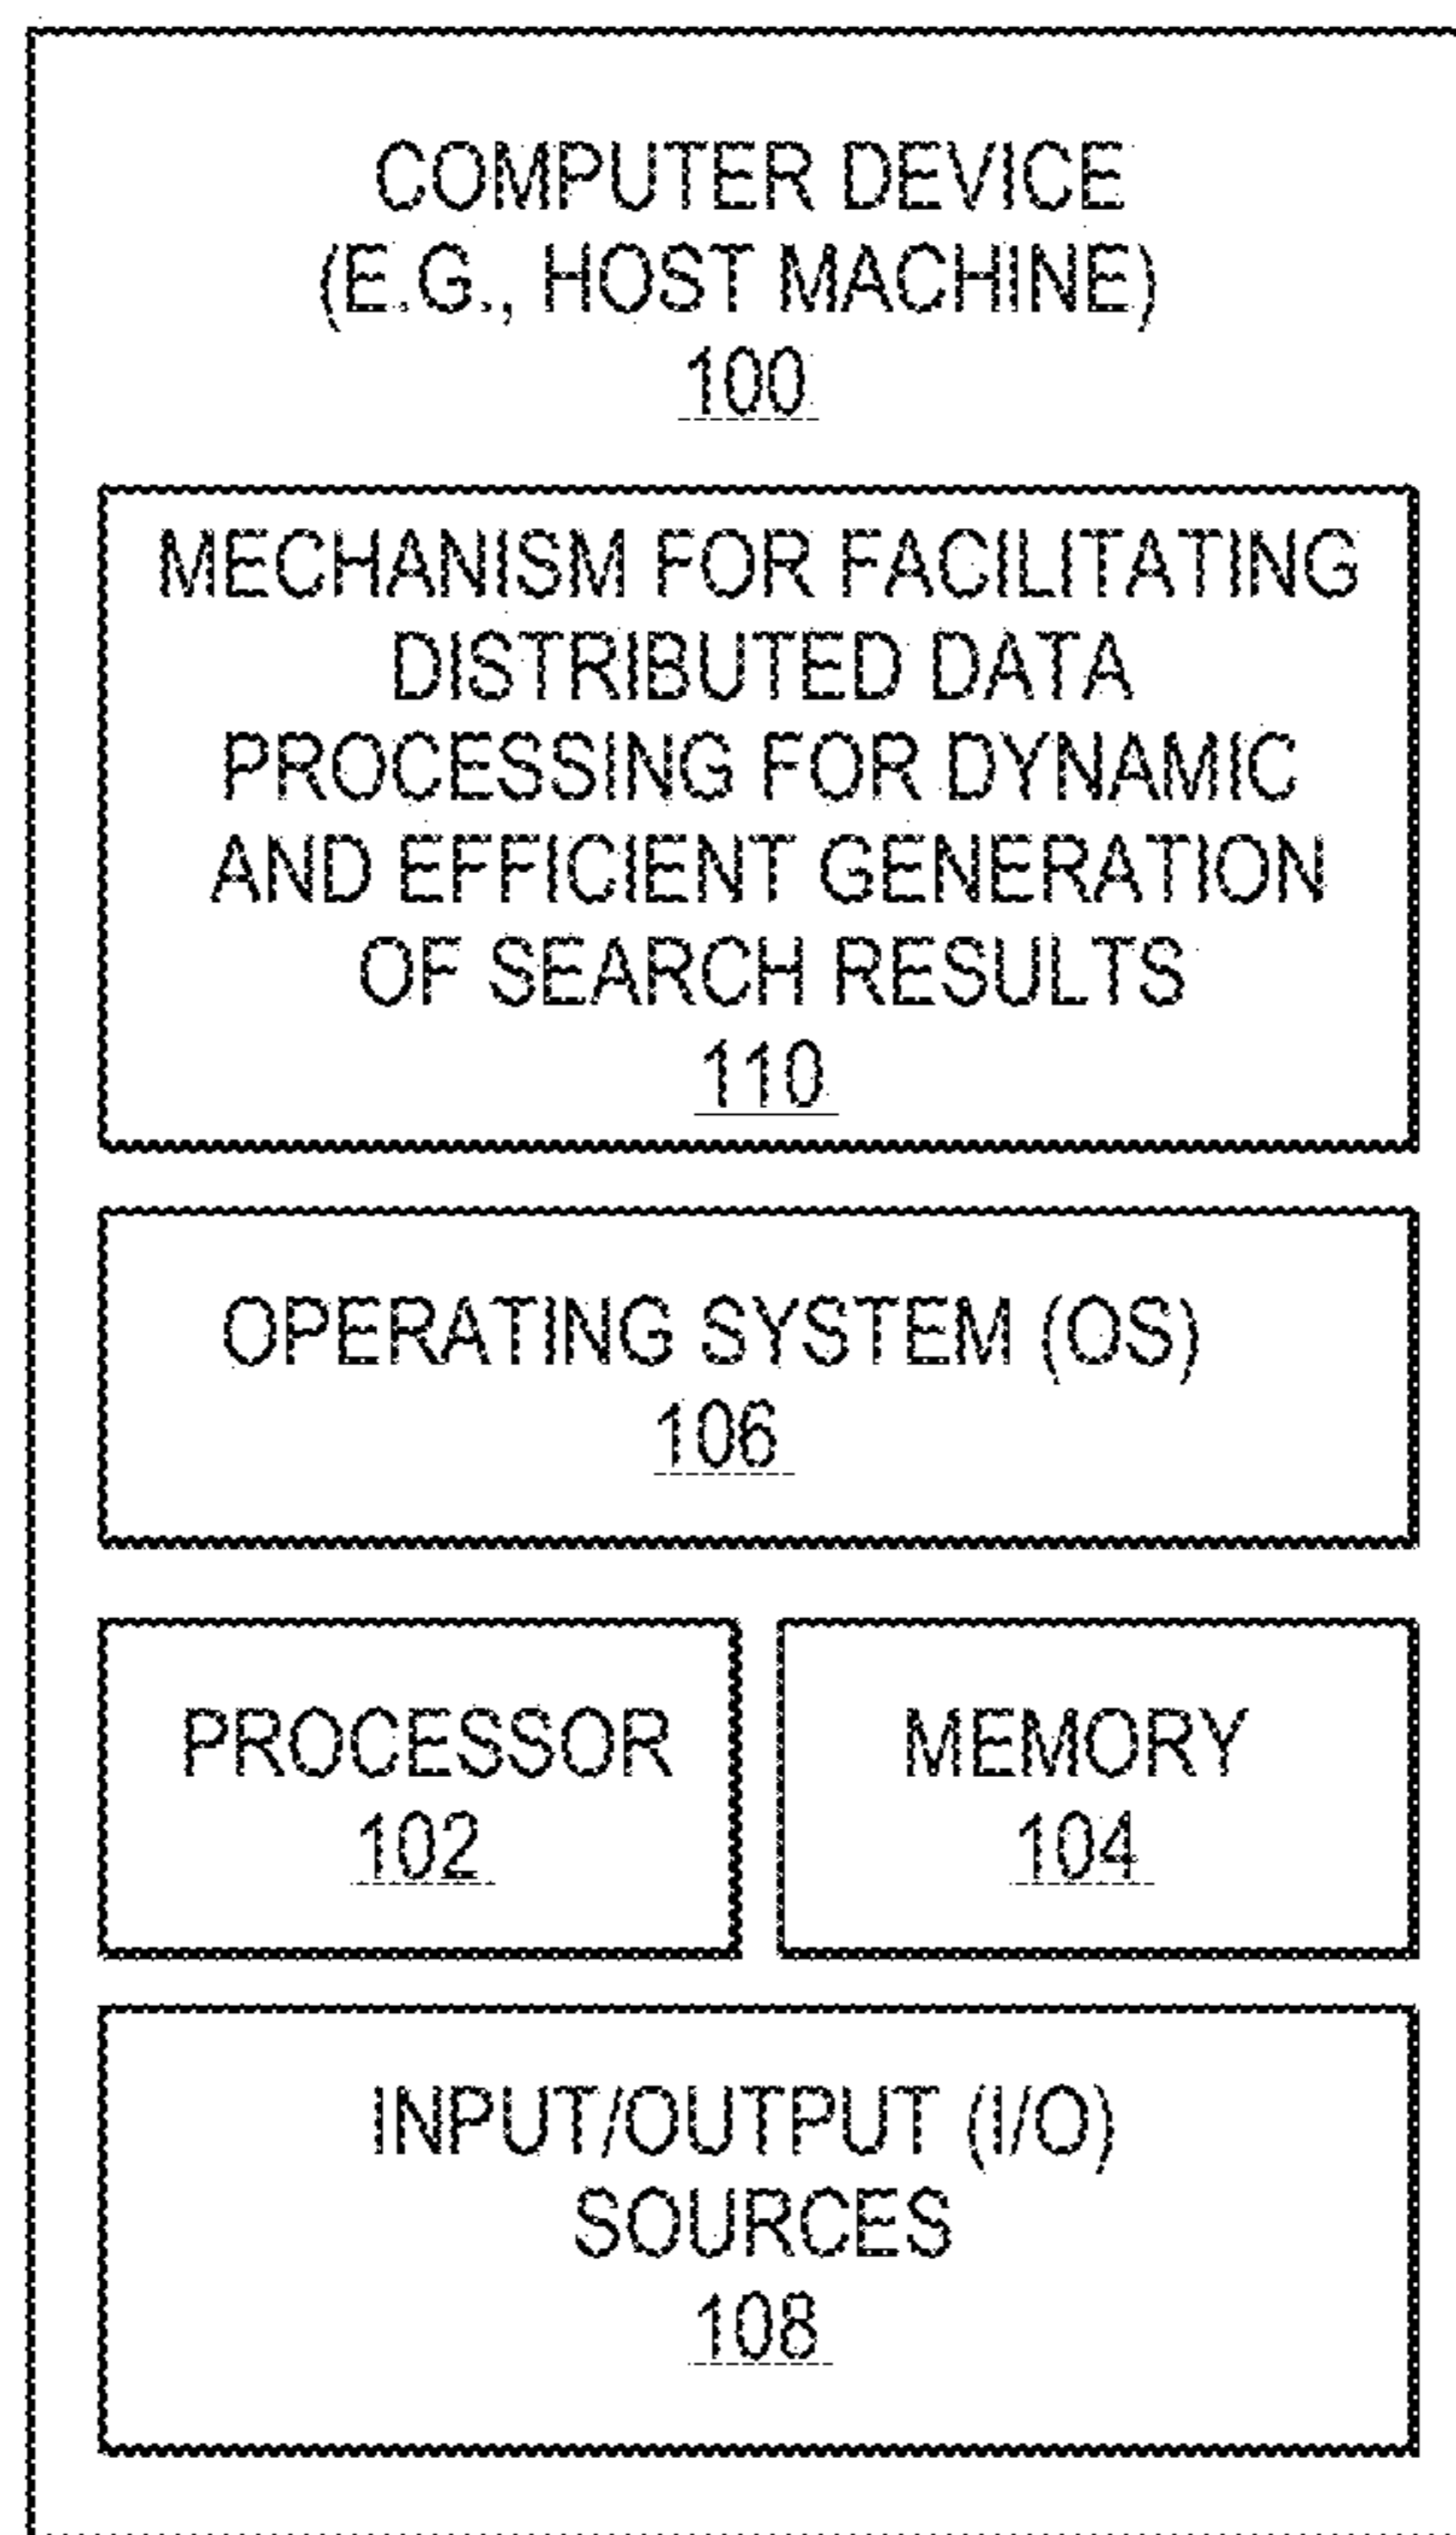 COMPUTER DEVICE
(E.G., HOST MACHINE)
100
MECHANISM FOR FACILITATING
DISTRIBUTED DATA
PROCESSING FOR DYNAMIC
AND EFFICIENT GENERATION
OF SEARCH RESULTS
110
OPERATING SYSTEM (OS)
106
PROCESSOR
102
MEMORY
104
INPUT/OUTPUT (I/O)
SOURCES
108